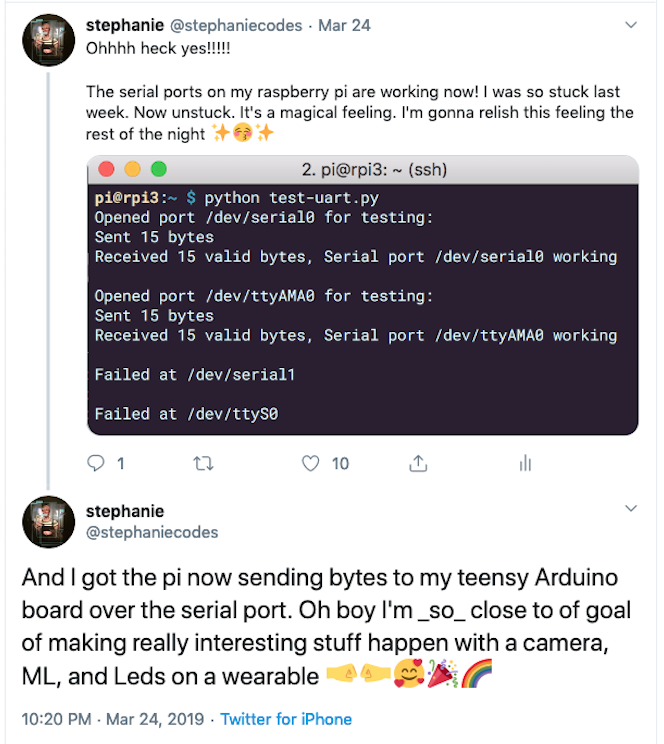 stephanie @stephaniecodes · Mar 24
Ohhhh heck yes!!!!!
The serial ports on my raspberry pi are working now! I was so stuck last
week. Now unstuck. It's a magical feeling. I'm gonna relish this feeling the
rest of the night ✨😚✨
2. pi@rpi3: ~ (ssh)
pi@rpi3:~ $ python test-uart.py
Opened port /dev/serial0 for testing:
Sent 15 bytes
Received 15 valid bytes, Serial port /dev/serial0 working
Opened port /dev/ttyAMA0 for testing:
Sent 15 bytes
Received 15 valid bytes, Serial port /dev/ttyAMA0 working
Failed at /dev/serial1
Failed at /dev/ttyS0
1 10
stephanie
@stephaniecodes
And I got the pi now sending bytes to my teensy Arduino
board over the serial port. Oh boy I'm _so_ close to of goal
of making really interesting stuff happen with a camera,
ML, and Leds on a wearable 🤜🤛🥰🎉🌈
10:20 PM · Mar 24, 2019 · Twitter for iPhone